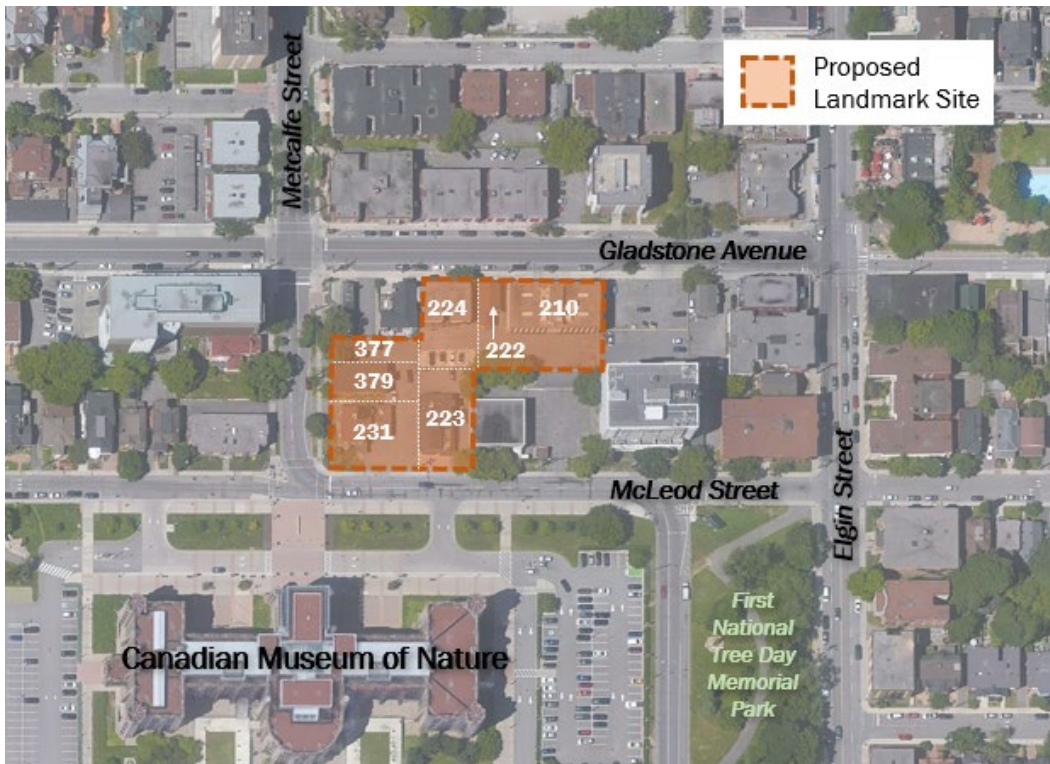 Metcalfe Street
Proposed
Landmark Site
Gladstone Avenue
224
210
377
222
379
231
223
McLeod Street
Elgin Street
First
National
Tree Day
Memorial
Park
Canadian Museum of Nature